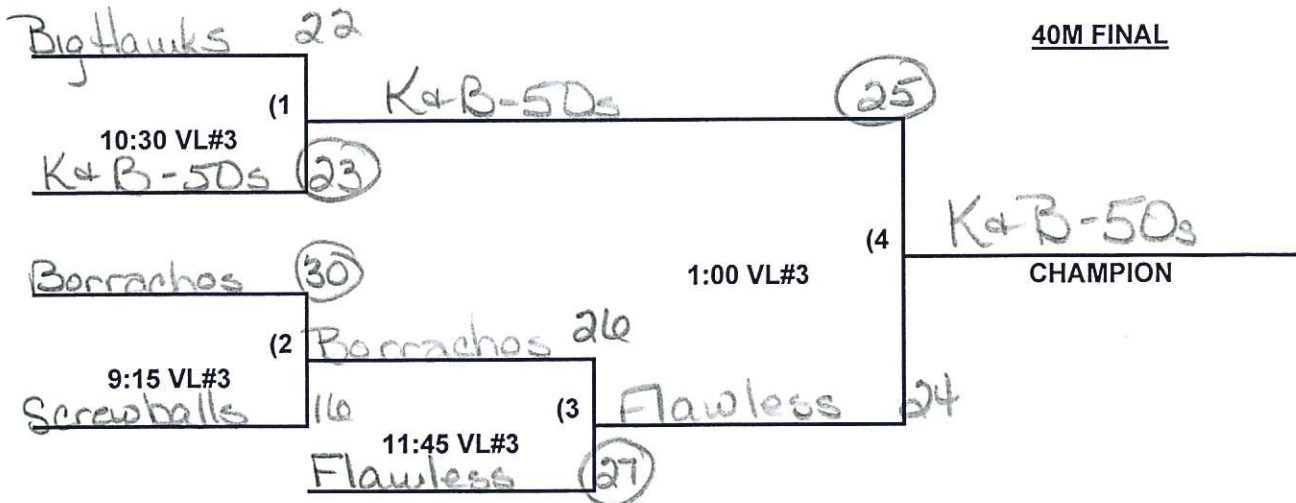 Big Hawks 22
40M FINAL
(1
K+B-50s 25
10:30 VL#3
K+B-50s 23
(4
K+B-50s
Borrachos 30
1:00 VL#3
CHAMPION
(2
Borrachos 26
9:15 VL#3
Screwballs 16
(3
Flawless 24
11:45 VL#3
Flawless 27